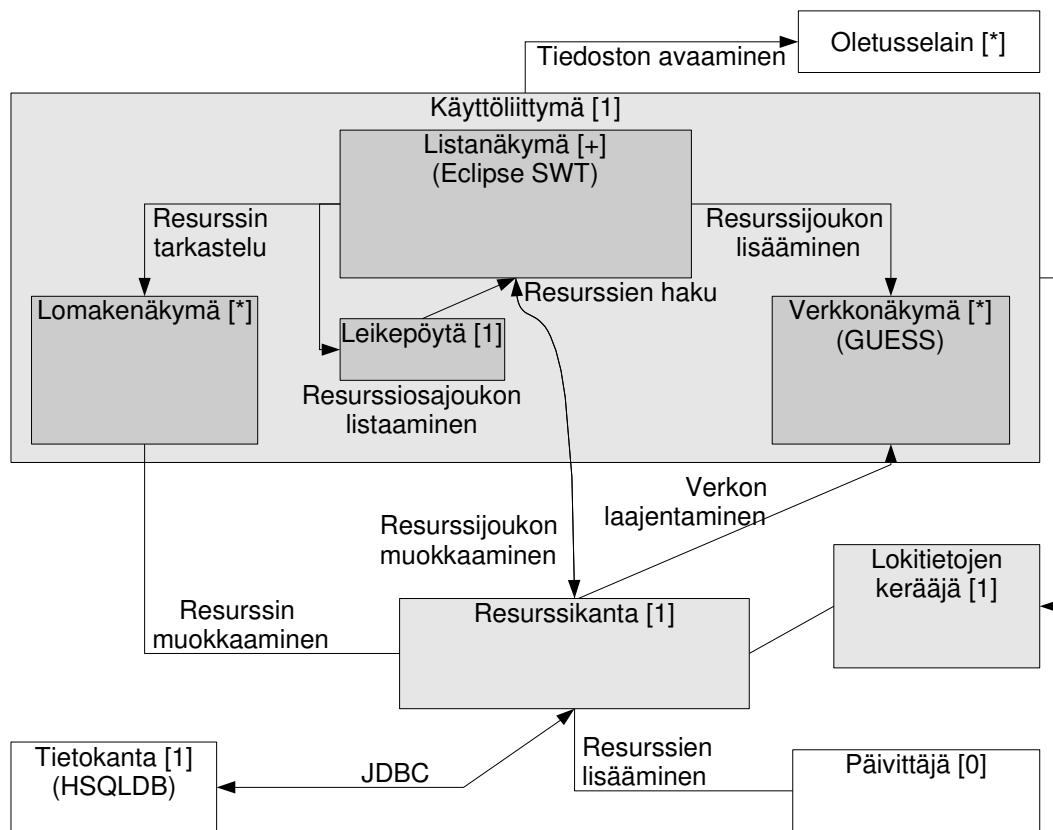 Oletusselain [*]
Tiedoston avaaminen
Käyttöliittymä [1]
Listanäkymä [+]
(Eclipse SWT)
Resurssin
tarkastelu
Resurssijoukon
lisääminen
Resurssien haku
Lomakenäkymä [*]
Leikepöytä [1]
Verkkonäkymä [*]
(GUESS)
Resurssiosajoukon
listaaminen
Verkon
laajentaminen
Resurssijoukon
muokkaaminen
Lokitietojen
kerääjä [1]
Resurssin
muokkaaminen
Resurssikanta [1]
Tietokanta [1]
(HSQLDB)
JDBC
Resurssien
lisääminen
Päivittäjä [0]